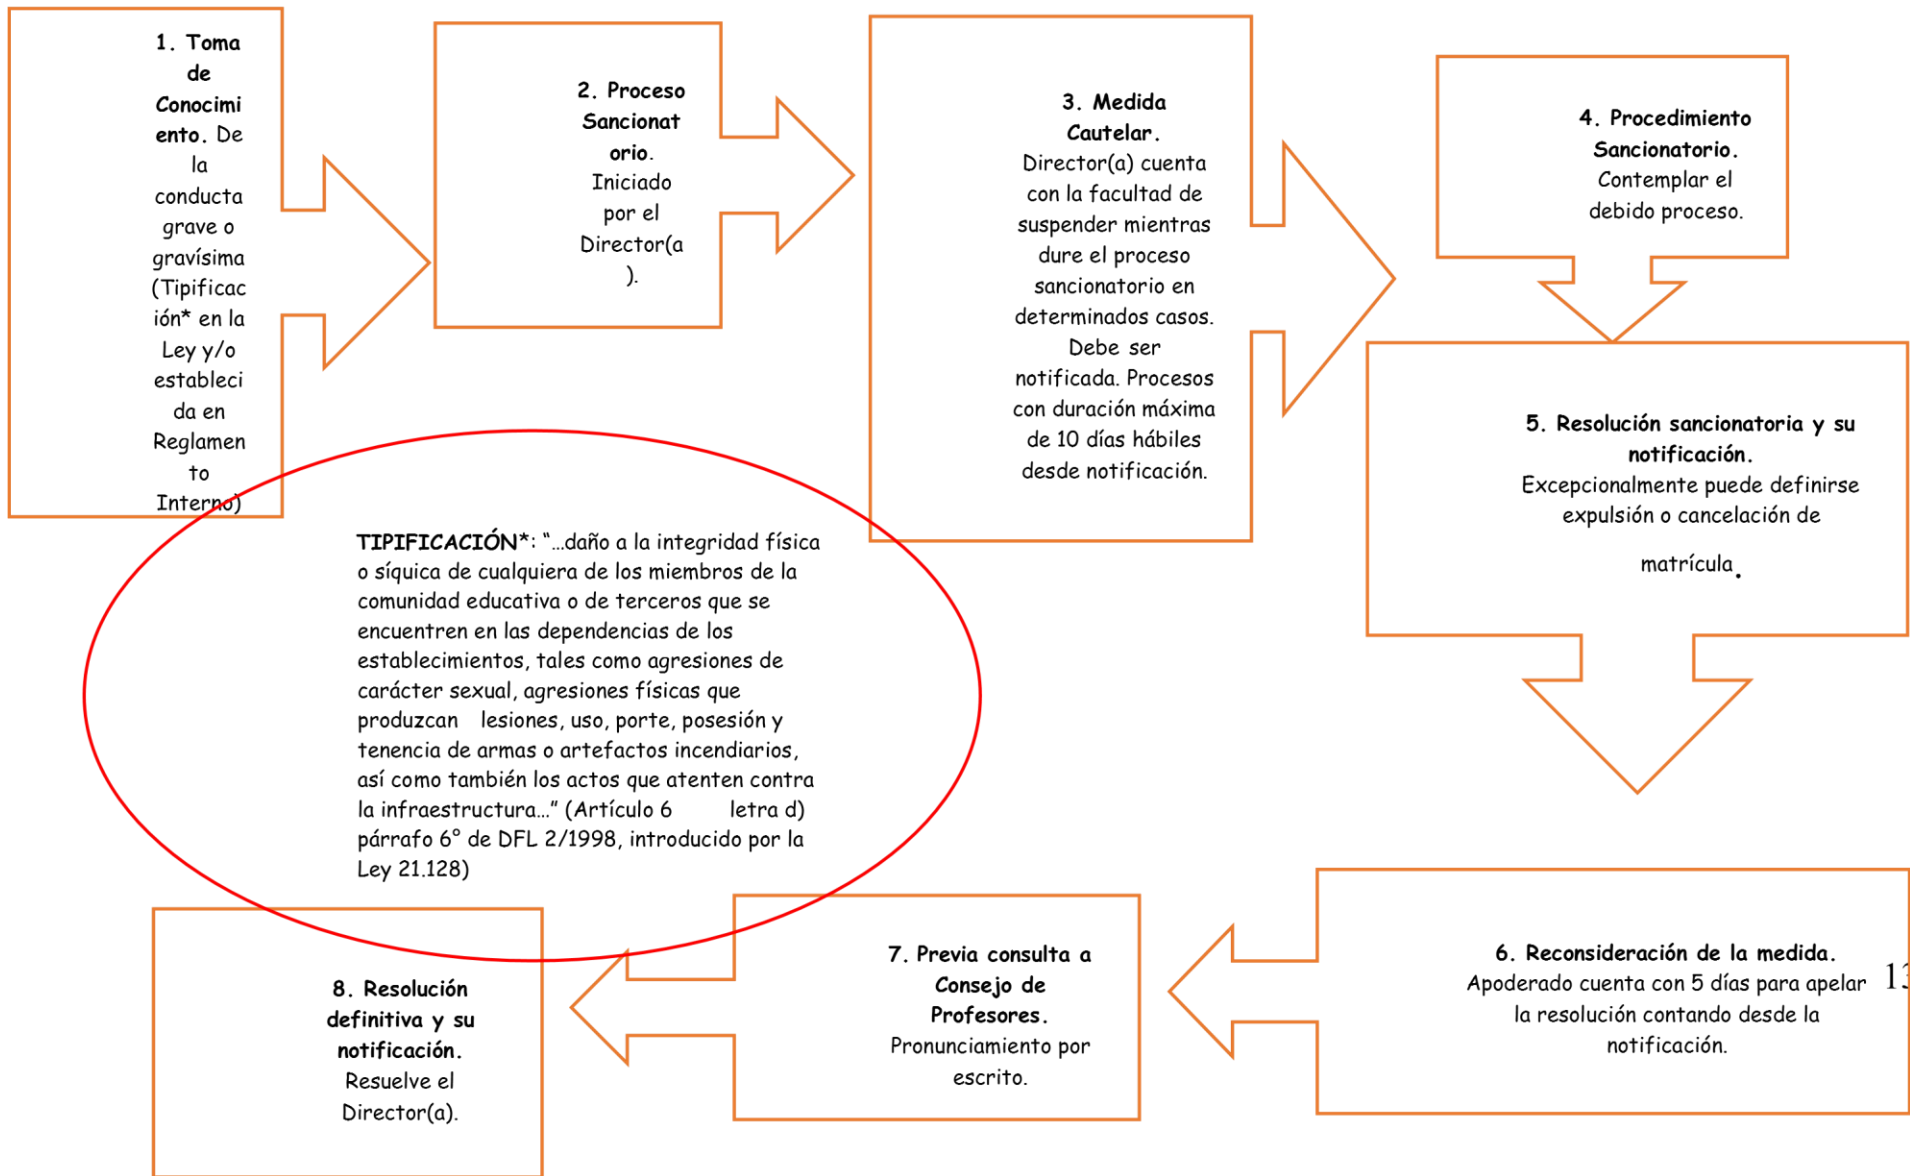 1. Toma
de
Conocimi
ento. De
la
conducta
grave o
gravísima
(Tipificac
ión* en la
Ley y/o
estableci
da en
Reglamen
to
Interno)
2. Proceso
Sancionat
orio.
Iniciado
por el
Director(a
).
3. Medida
Cautelar.
Director(a) cuenta
con la facultad de
suspender mientras
dure el proceso
sancionatorio en
determinados casos.
Debe ser
notificada. Procesos
con duración máxima
de 10 días hábiles
desde notificación.
4. Procedimiento
Sancionatorio.
Contemplar el
debido proceso.
5. Resolución sancionatoria y su
notificación.
Excepcionalmente puede definirse
expulsión o cancelación de
matrícula.
TIPIFICACIÓN*: “…daño a la integridad física
o síquica de cualquiera de los miembros de la
comunidad educativa o de terceros que se
encuentren en las dependencias de los
establecimientos, tales como agresiones de
carácter sexual, agresiones físicas que
produzcan lesiones, uso, porte, posesión y
tenencia de armas o artefactos incendiarios,
así como también los actos que atenten contra
la infraestructura…” (Artículo 6 letra d)
párrafo 6° de DFL 2/1998, introducido por la
Ley 21.128)
6. Reconsideración de la medida.
Apoderado cuenta con 5 días para apelar
la resolución contando desde la
notificación.
7. Previa consulta a
Consejo de
Profesores.
Pronunciamiento por
escrito.
8. Resolución
definitiva y su
notificación.
Resuelve el
Director(a).